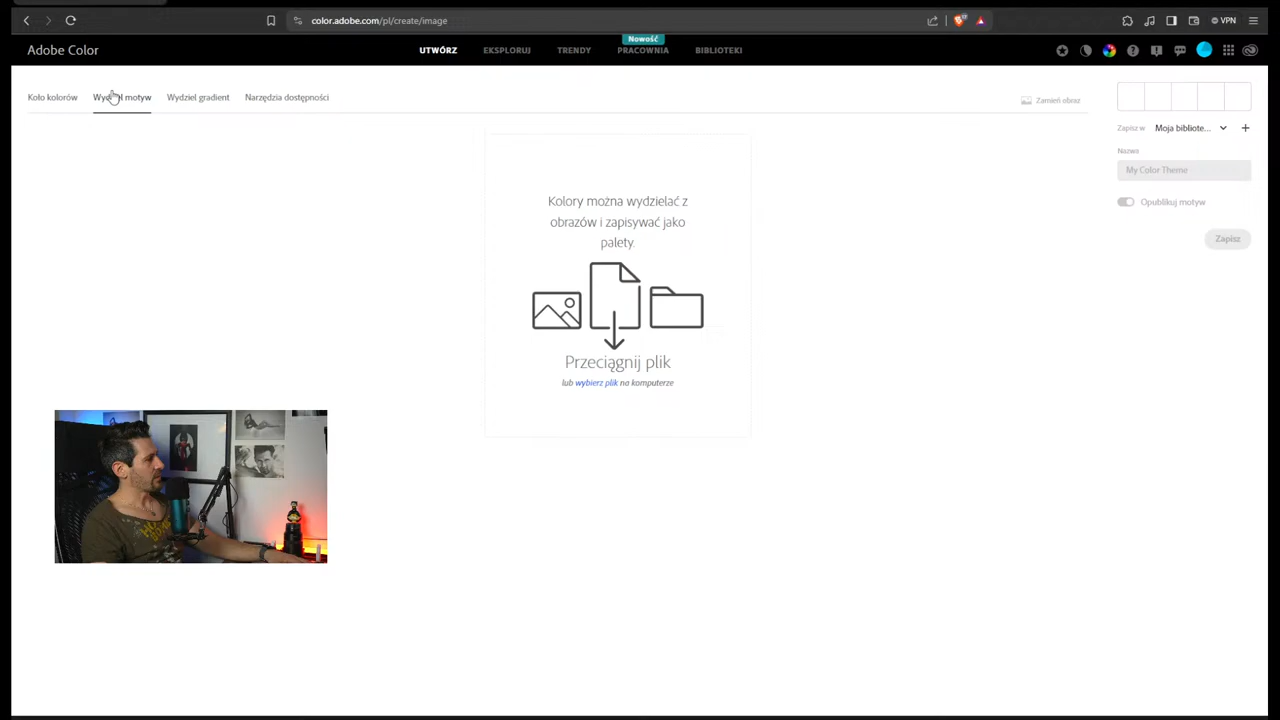 color.adobe.com/pl/create/image
VPN
Adobe Color
UTWÓRZ
EKSPLORUJ
TRENDY
Nowość
PRACOWNIA
BIBLIOTEKI
Koło kolorów
Wydziel motyw
Wydziel gradient
Narzędzia dostępności
Zamień obraz
Zapisz w
Moja bibliote...
Nazwa
My Color Theme
Opublikuj motyw
Zapisz
Kolory można wydzielać z
obrazów i zapisywać jako
palety.
Przeciągnij plik
lub wybierz plik na komputerze